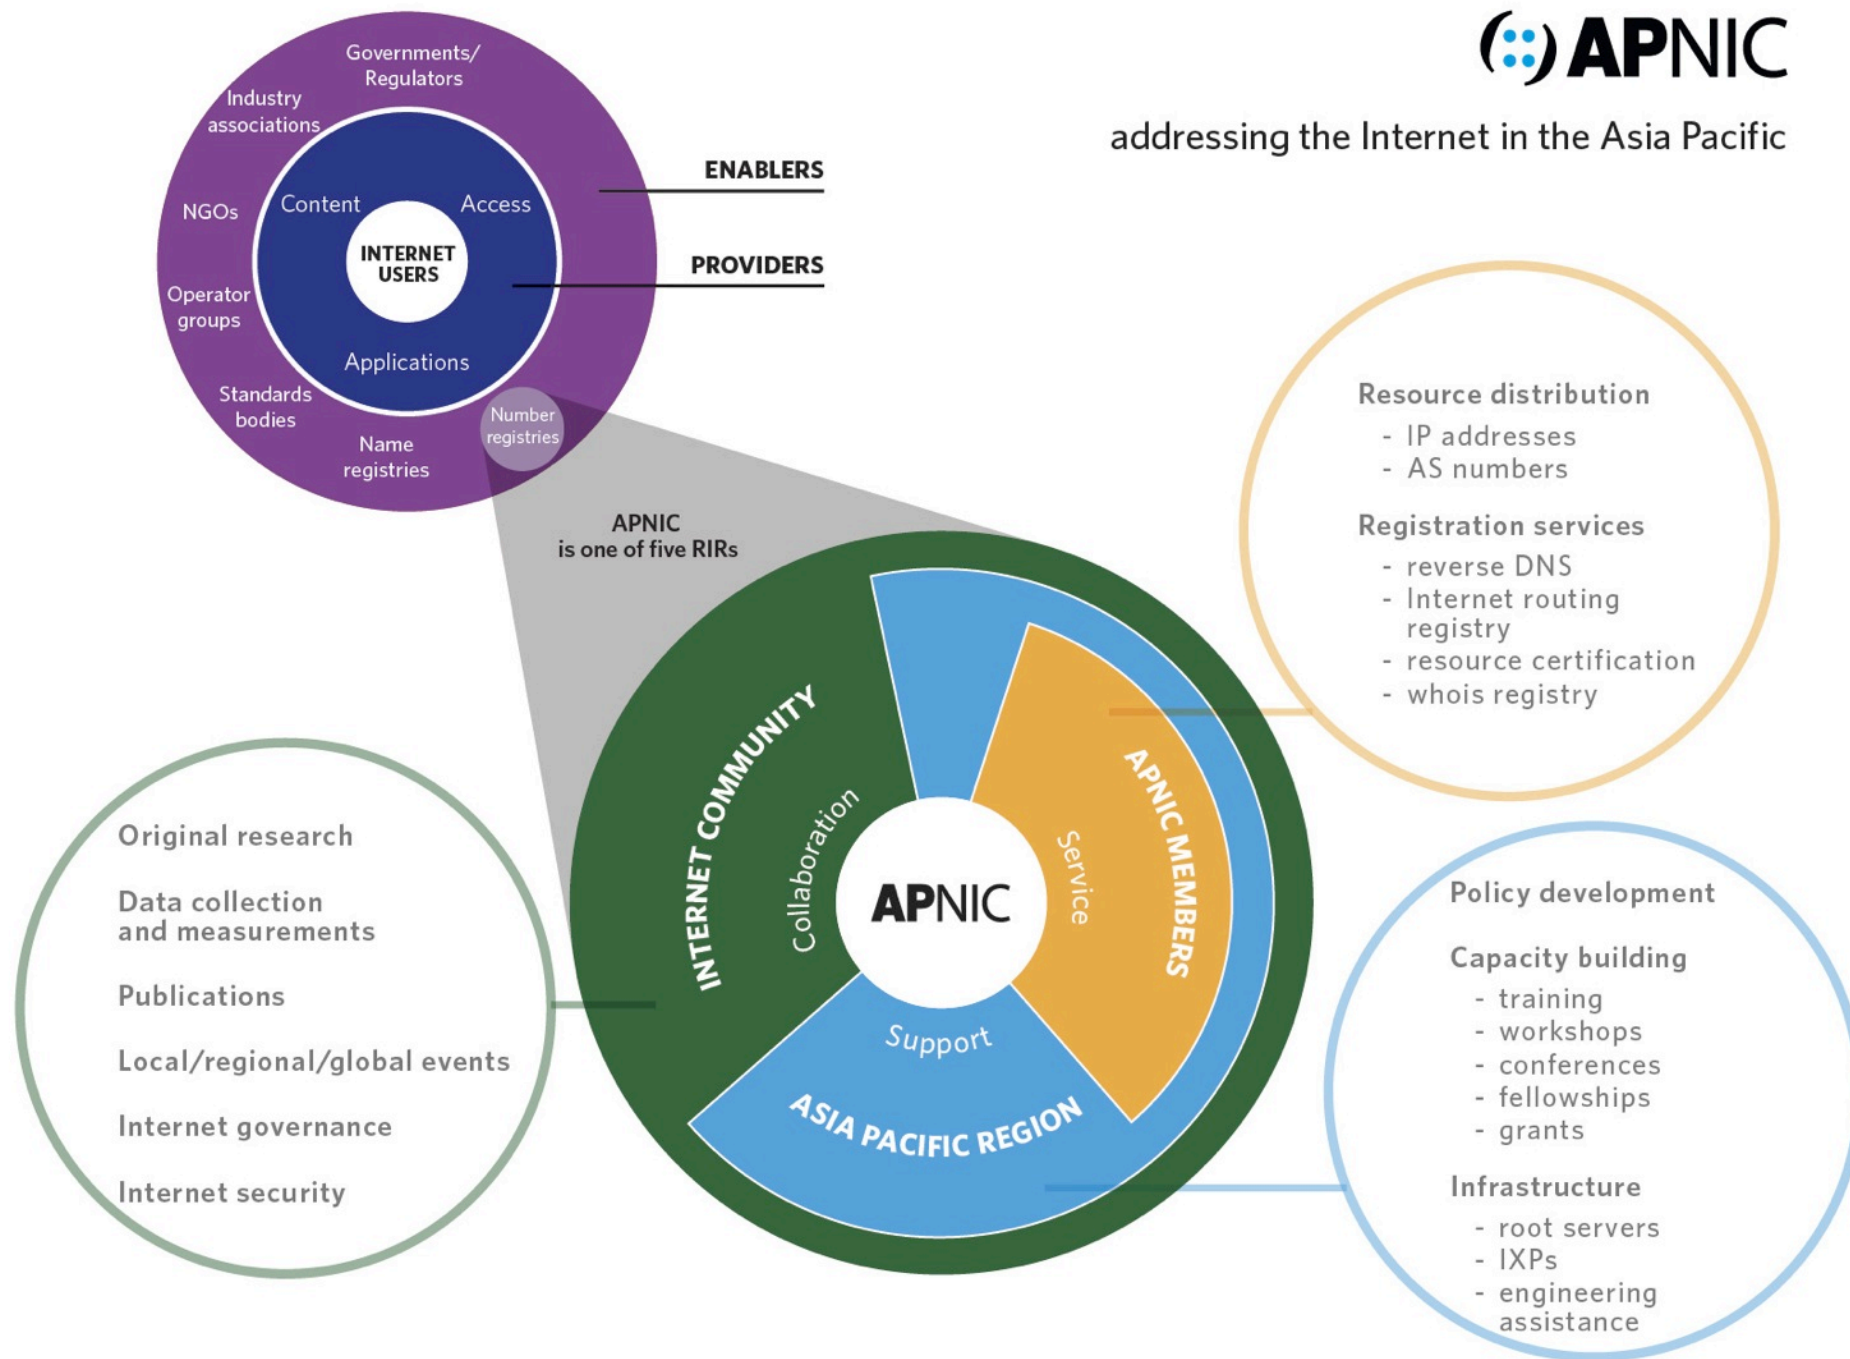 APNIC
addressing the Internet in the Asia Pacific
Governments/
Regulators
Industry
associations
NGOs
Operator
groups
Standards
bodies
Name
registries
Number
registries
Content
Access
Applications
INTERNET
USERS
ENABLERS
PROVIDERS
APNIC
is one of five RIRs
INTERNET COMMUNITY
Collaboration
APNIC
Service
APNIC MEMBERS
Support
ASIA PACIFIC REGION
Resource distribution
- IP addresses
- AS numbers
Registration services
- reverse DNS
- Internet routing
registry
- resource certification
- whois registry
Original research
Data collection
and measurements
Publications
Local/regional/global events
Internet governance
Internet security
Policy development
Capacity building
- training
- workshops
- conferences
- fellowships
- grants
Infrastructure
- root servers
- IXPs
- engineering
assistance